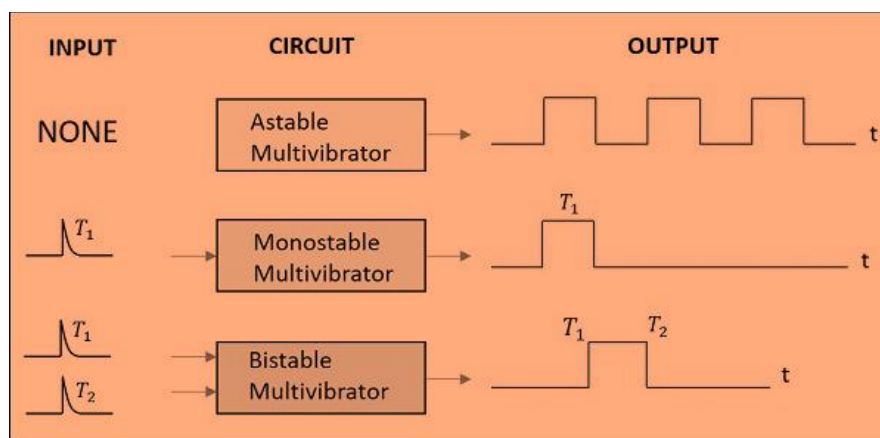 INPUT CIRCUIT OUTPUT
NONE
Astable
Multivibrator
t
T₁
Monostable
Multivibrator
T₁
t
T₁
T₂
Bistable
Multivibrator
T₁ T₂
t